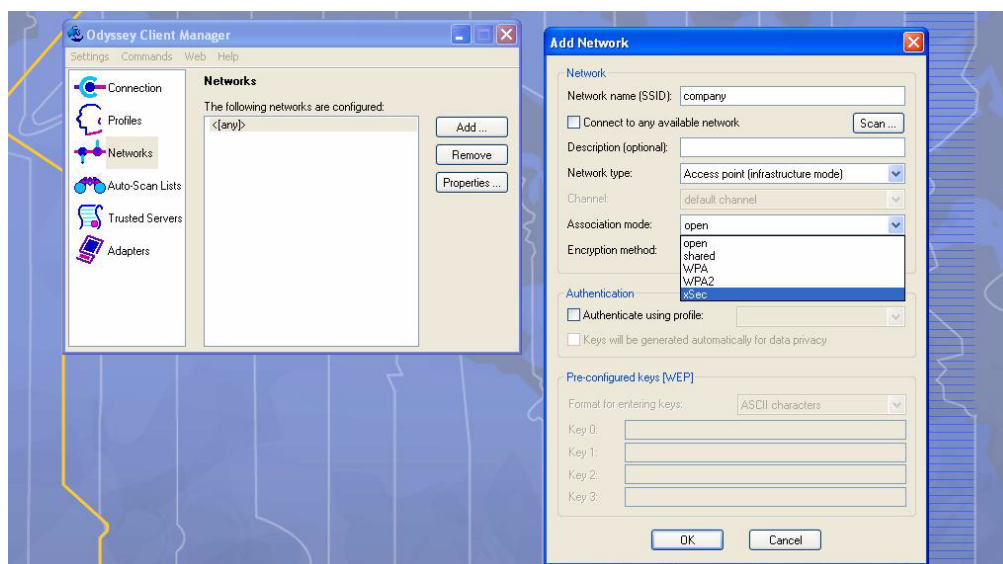 Odyssey Client Manager
Settings Commands Web Help
Connection
Profiles
Networks
Auto-Scan Lists
Trusted Servers
Adapters
Networks
The following networks are configured:
<[any]>
Add ...
Remove
Properties ...
Add Network
Network
Network name (SSID): company
Connect to any available network Scan ...
Description (optional):
Network type: Access point (infrastructure mode)
Channel: default channel
Association mode: open
Encryption method:
open
shared
WPA
WPA2
xSec
Authentication
Authenticate using profile:
Keys will be generated automatically for data privacy
Pre-configured keys [WEP]
Format for entering keys: ASCII characters
Key 0:
Key 1:
Key 2:
Key 3:
OK Cancel